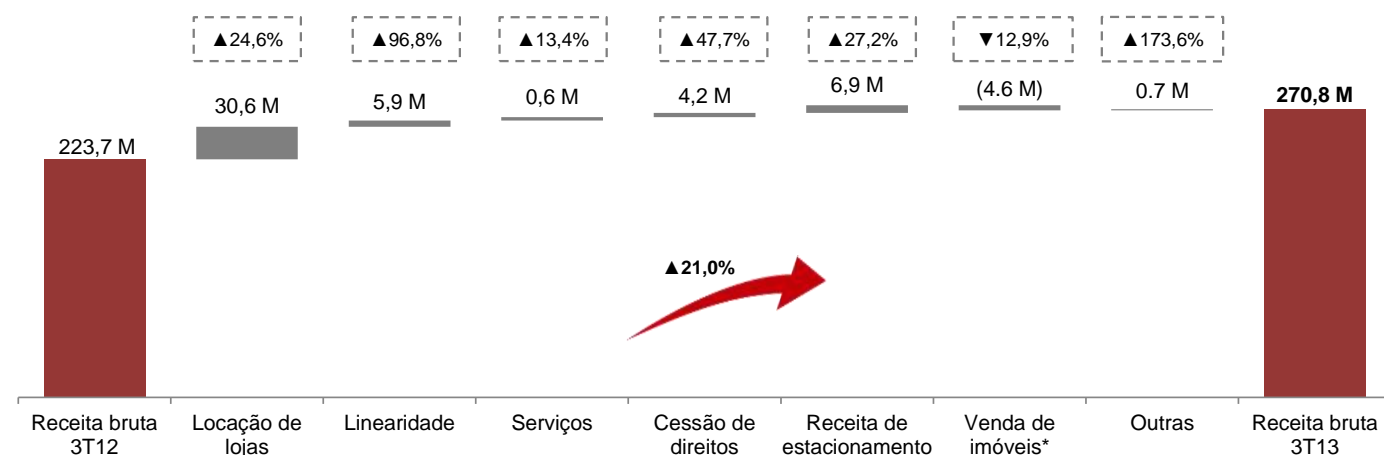 ▲24,6%
▲96,8%
▲13,4%
▲47,7%
▲27,2%
▼12,9%
▲173,6%
30,6 M
5,9 M
0,6 M
4,2 M
6,9 M
(4.6 M)
0.7 M
270,8 M
223,7 M
▲21,0%
Receita bruta
3T12
Locação de
lojas
Linearidade
Serviços
Cessão de
direitos
Receita de
estacionamento
Venda de
imóveis*
Outras
Receita bruta
3T13